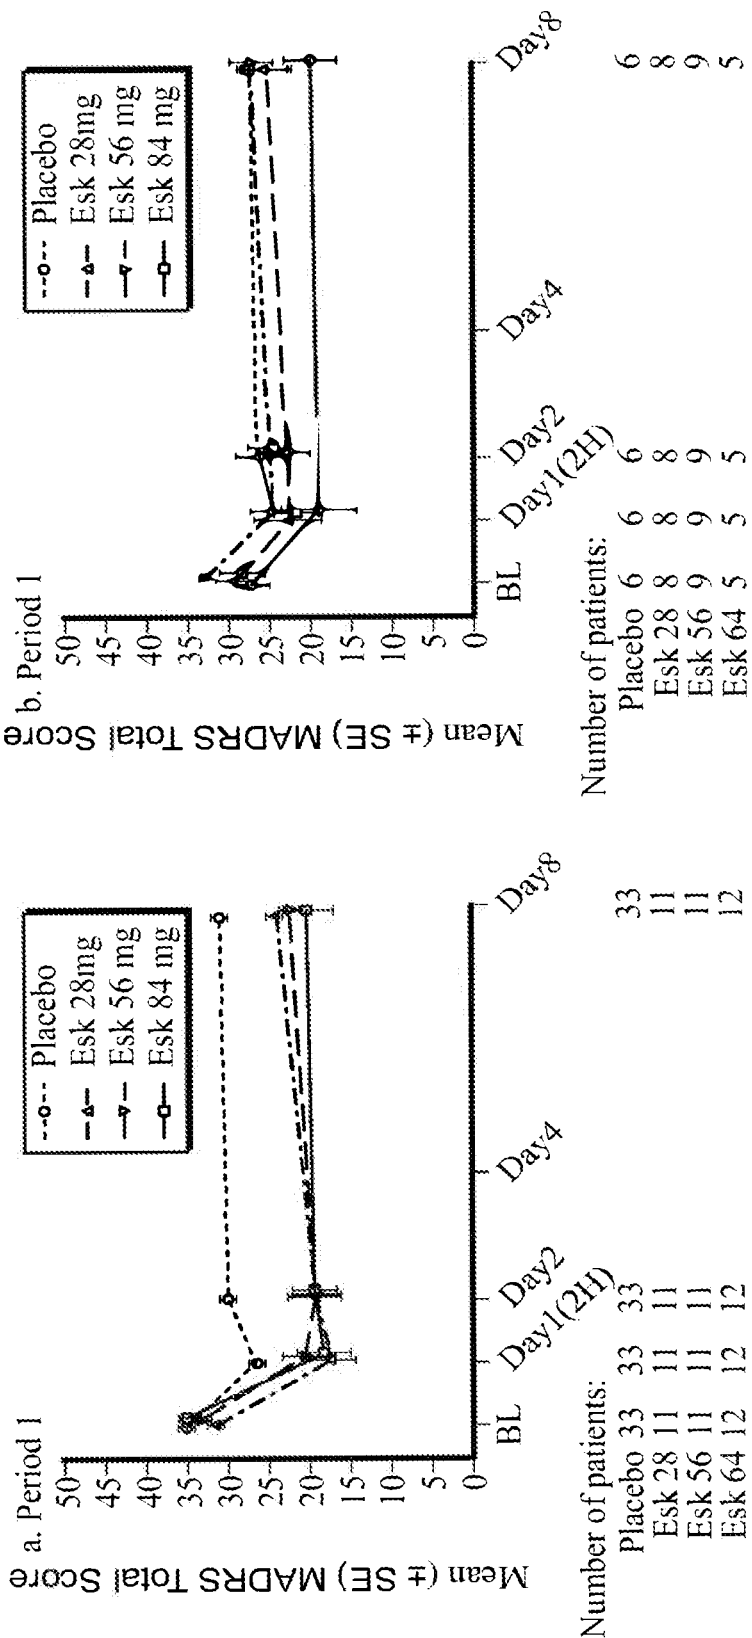 a. Period 1
Mean (± SE) MADRS Total Score
50
45
40
35
30
25
20
15
10
5
0
--o-- Placebo
Esk 28mg
Esk 56 mg
Esk 84 mg
BL Day1(2H) Day2 Day4 Day8
Number of patients:
Placebo 33 33 33 33
Esk 28 11 11 11 11
Esk 56 11 11 11 11
Esk 64 12 12 12 12
b. Period 1
Mean (± SE) MADRS Total Score
50
45
40
35
30
25
20
15
10
5
0
--o-- Placebo
Esk 28mg
Esk 56 mg
Esk 84 mg
BL Day1(2H) Day2 Day4 Day8
Number of patients:
Placebo 6 6 6 6
Esk 28 8 8 8 8
Esk 56 9 9 9 9
Esk 64 5 5 5 5